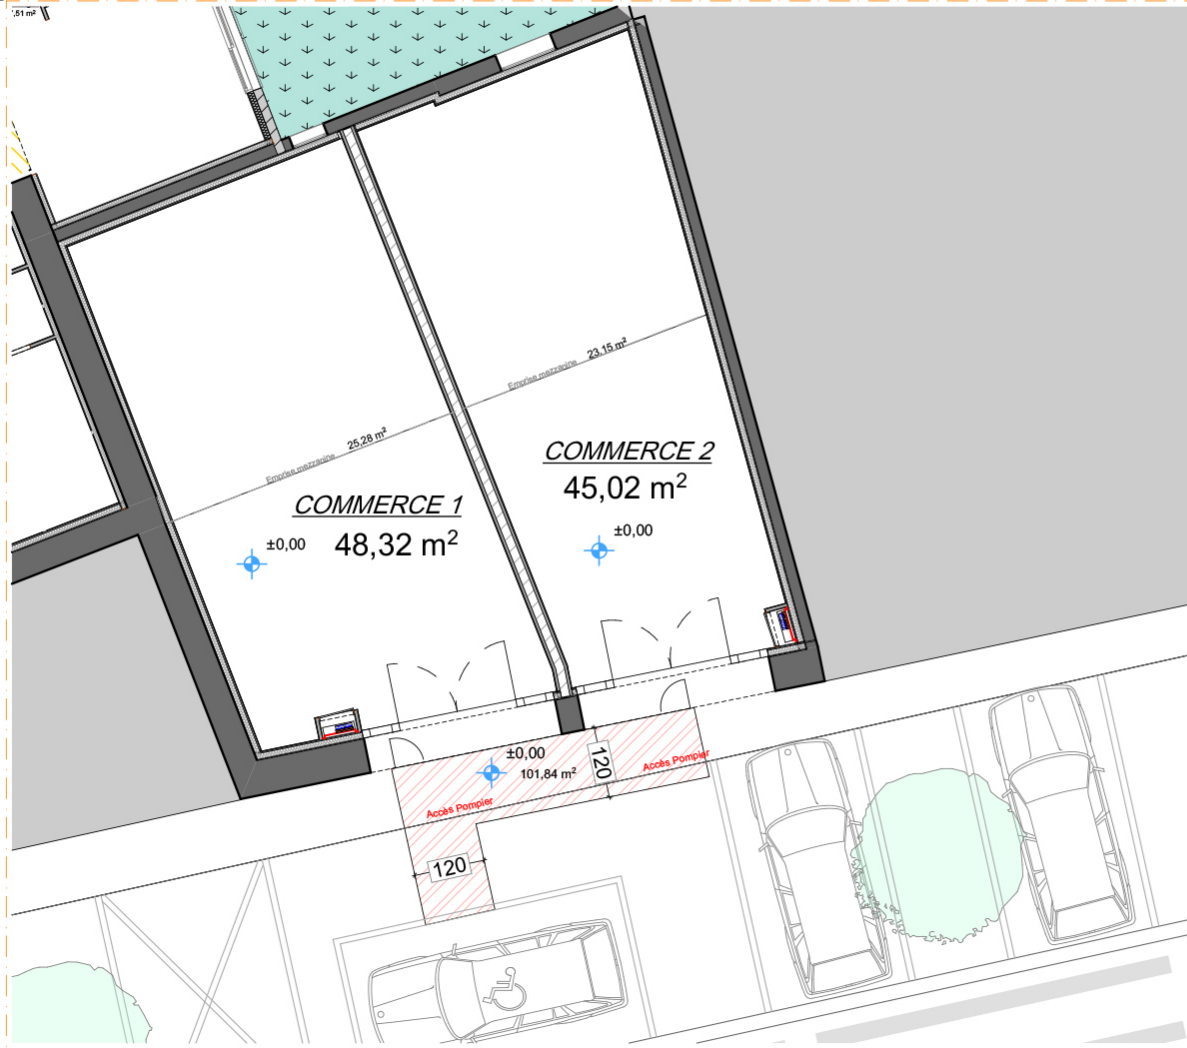 ,51 m²
Emprise mezzanine 23.15 m²
Emprise mezzanine 25,28 m²
COMMERCE 2
45,02 m²
COMMERCE 1
48,32 m²
±0,00
±0,00
±0,00
101,84 m²
120
Accès Pompier
Accès Pompier
120